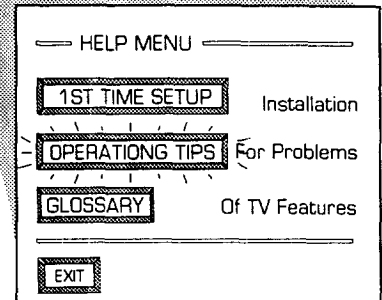 HELP MENU
1ST TIME SETUP Installation
OPERATIONG TIPS For Problems
GLOSSARY Of TV Features
EXIT